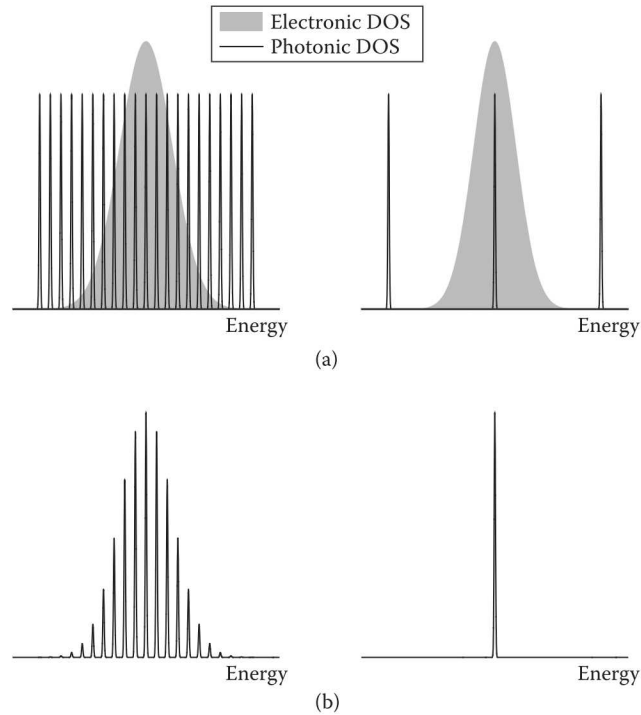 Electronic DOS
Photonic DOS
Energy
Energy
(a)
Energy
Energy
(b)